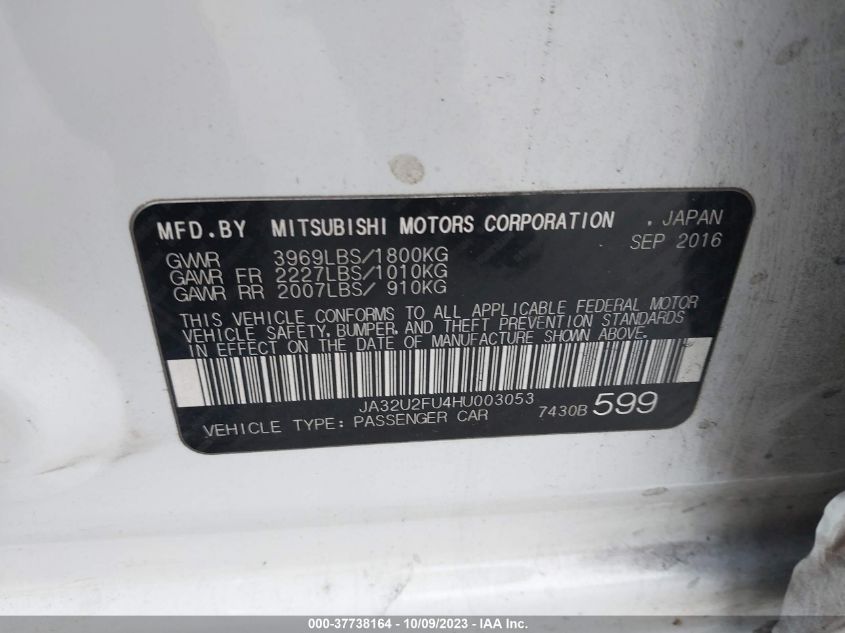 MFD.BY MITSUBISHI MOTORS CORPORATION . JAPAN
SEP 2016
GVWR 3969LBS/1800KG
GAWR FR 2227LBS/1010KG
GAWR RR 2007LBS/ 910KG
THIS VEHICLE CONFORMS TO ALL APPLICABLE FEDERAL MOTOR
VEHICLE SAFETY, BUMPER, AND THEFT PREVENTION STANDARDS
IN EFFECT ON THE DATE OF MANUFACTURE SHOWN ABOVE.
JA32U2FU4HU003053
VEHICLE TYPE: PASSENGER CAR 7430B 599
000-37738164 - 10/09/2023 - IAA Inc.